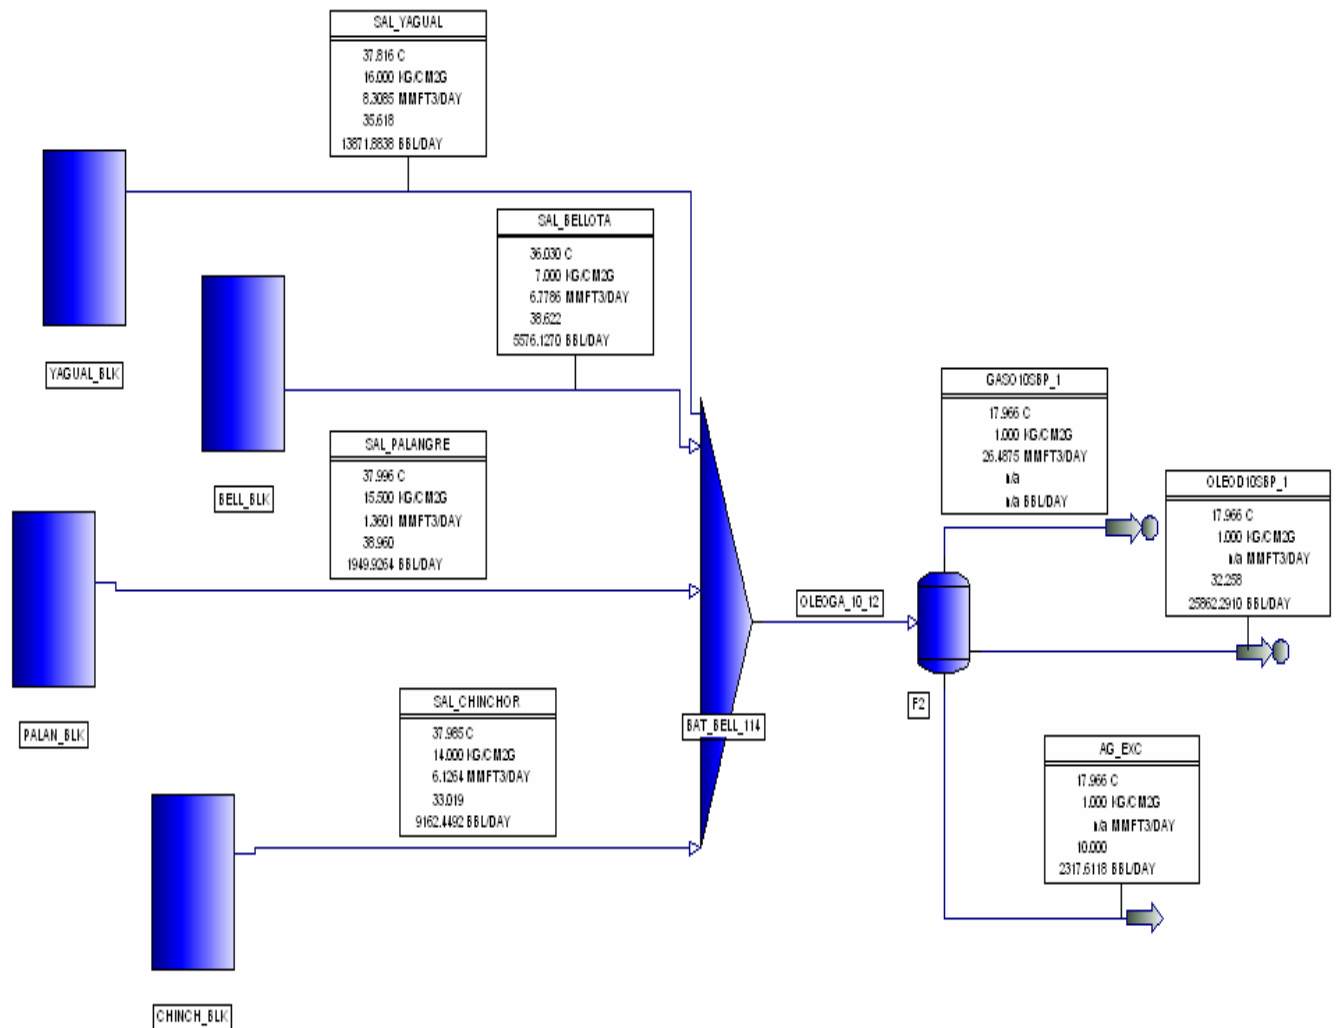 SAL_YAGUAL
37.816 C
16.000 KG/CM2G
8.3085 MMFT3/DAY
35.618
13871.8838 BBL/DAY
SAL_BELLOTA
36.030 C
7.000 KG/CM2G
6.7786 MMFT3/DAY
38.622
5576.1270 BBL/DAY
YAGUAL_BLK
GASO10SBP_1
17.966 C
1.000 KG/CM2G
26.4875 MMFT3/DAY
n/a
n/a BBL/DAY
SAL_PALANGRE
37.996 C
15.500 KG/CM2G
1.3601 MMFT3/DAY
38.960
1949.9264 BBL/DAY
BELL_BLK
OLEOD10SBP_1
17.966 C
1.000 KG/CM2G
n/a MMFT3/DAY
32.258
25862.2910 BBL/DAY
OLEOGA_10_12
SAL_CHINCHOR
37.985 C
14.000 KG/CM2G
6.1264 MMFT3/DAY
33.019
9162.4492 BBL/DAY
PALAN_BLK
BAT_BELL_114
F2
AG_EXC
17.966 C
1.000 KG/CM2G
n/a MMFT3/DAY
10.000
2317.6118 BBL/DAY
CHINCH_BLK